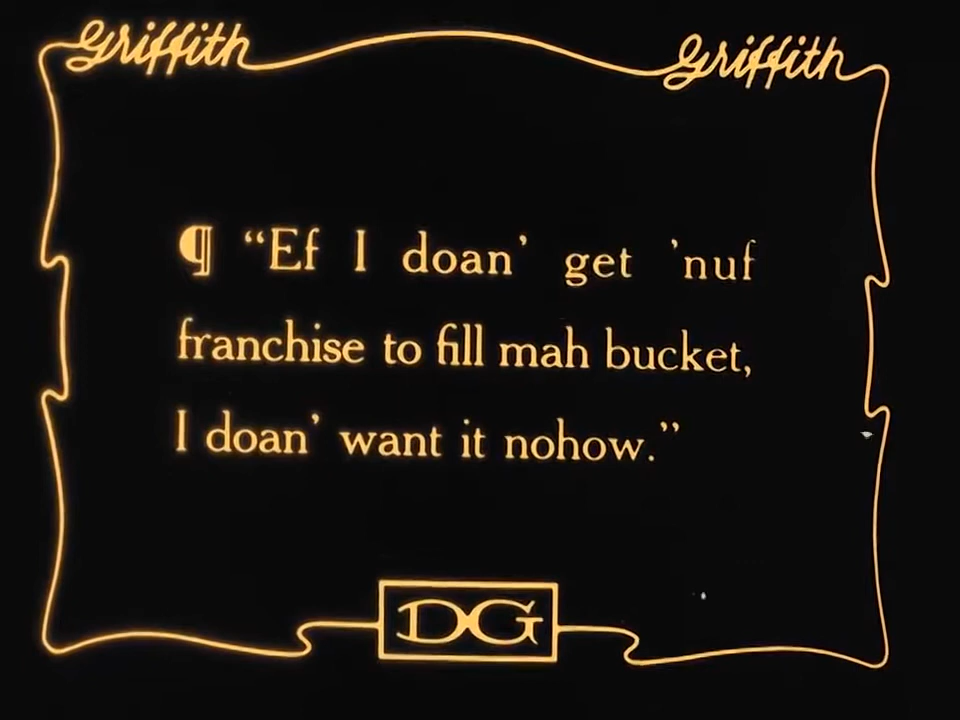 Griffith Griffith
¶ “Ef I doan’ get ’nuf
franchise to fill mah bucket,
I doan’ want it nohow.”
DG